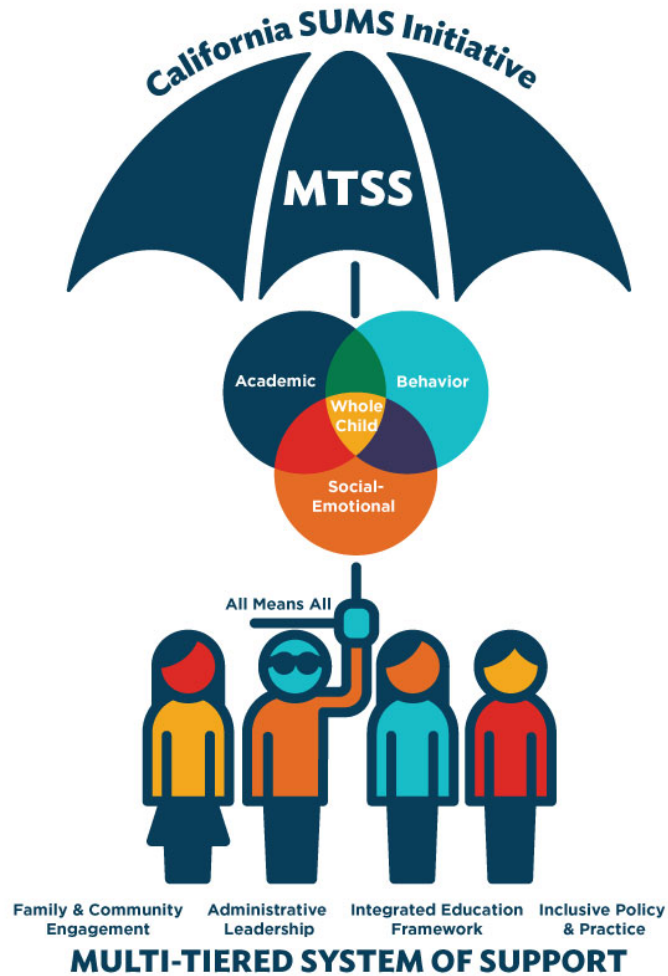 California SUMS Initiative
MTSS
Academic
Behavior
Whole
Child
Social-
Emotional
All Means All
Family & Community
Engagement
Administrative
Leadership
Integrated Education
Framework
Inclusive Policy
& Practice
MULTI-TIERED SYSTEM OF SUPPORT